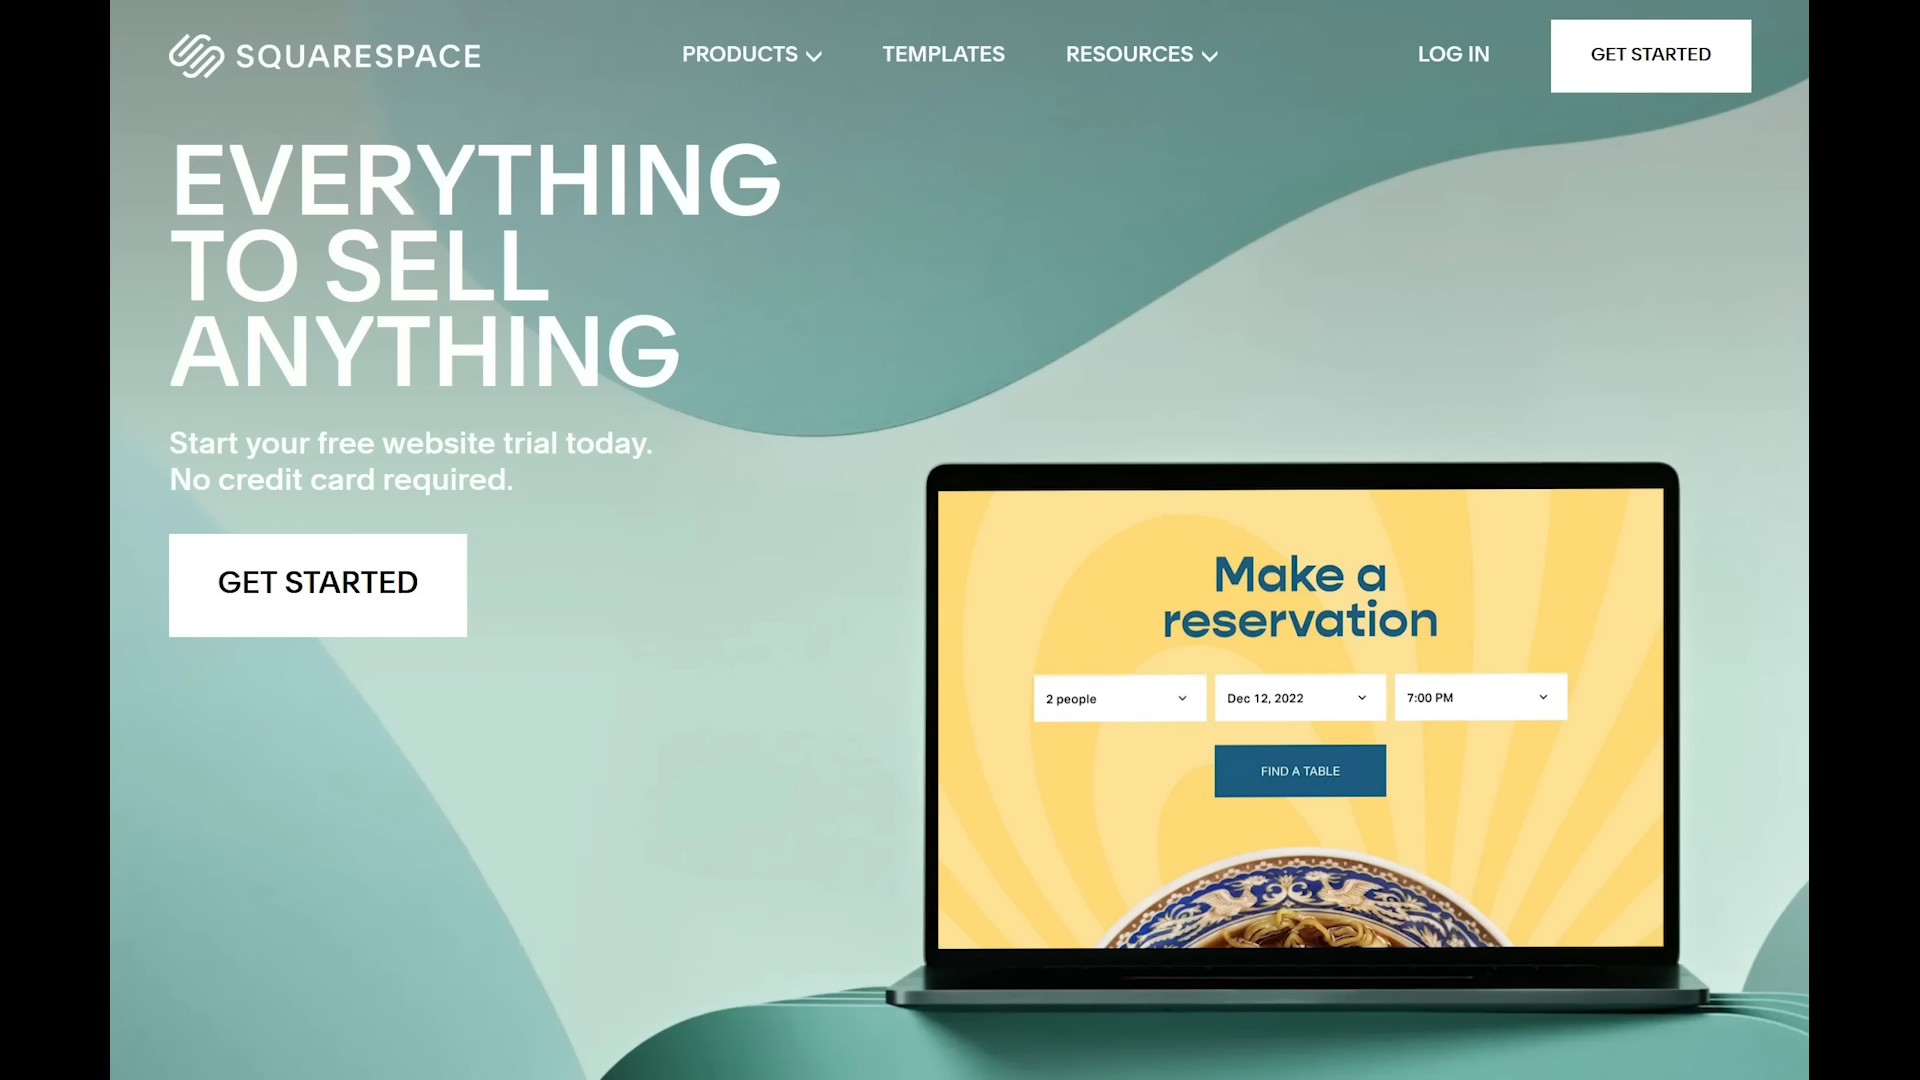 SQUARESPACE
PRODUCTS
TEMPLATES
RESOURCES
LOG IN
GET STARTED
EVERYTHING
TO SELL
ANYTHING
Start your free website trial today.
No credit card required.
GET STARTED
Make a
reservation
2 people
Dec 12, 2022
7:00 PM
FIND A TABLE